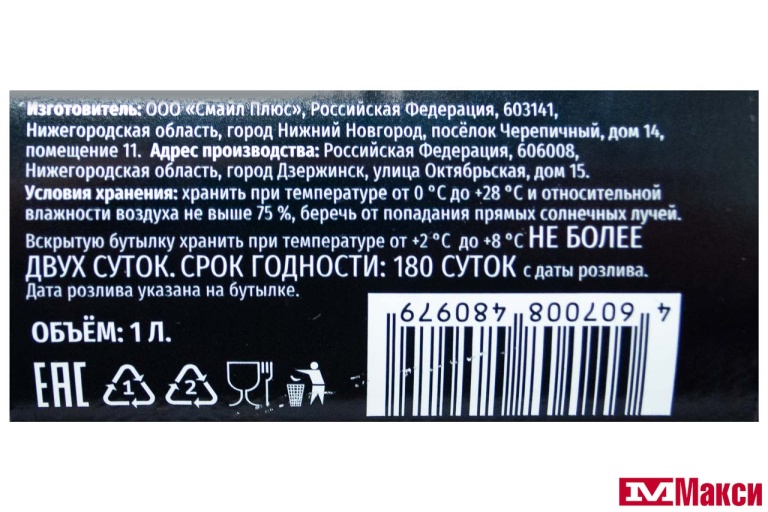 Изготовитель: ООО «Смайл Плюс», Российская Федерация, 603141,
Нижегородская область, город Нижний Новгород, посёлок Черепичный, дом 14,
помещение 11. Адрес производства: Российская Федерация, 606008,
Нижегородская область, город Дзержинск, улица Октябрьская, дом 15.
Условия хранения: хранить при температуре от 0 °С до +28 °С и относительной
влажности воздуха не выше 75 %, беречь от попадания прямых солнечных лучей.
Вскрытую бутылку хранить при температуре от +2 °С до +8 °С НЕ БОЛЕЕ
ДВУХ СУТОК. СРОК ГОДНОСТИ: 180 СУТОК с даты розлива.
Дата розлива указана на бутылке.
ОБЪЁМ: 1 Л.
4 607008 480979
ЕАС 1 2
М Макси